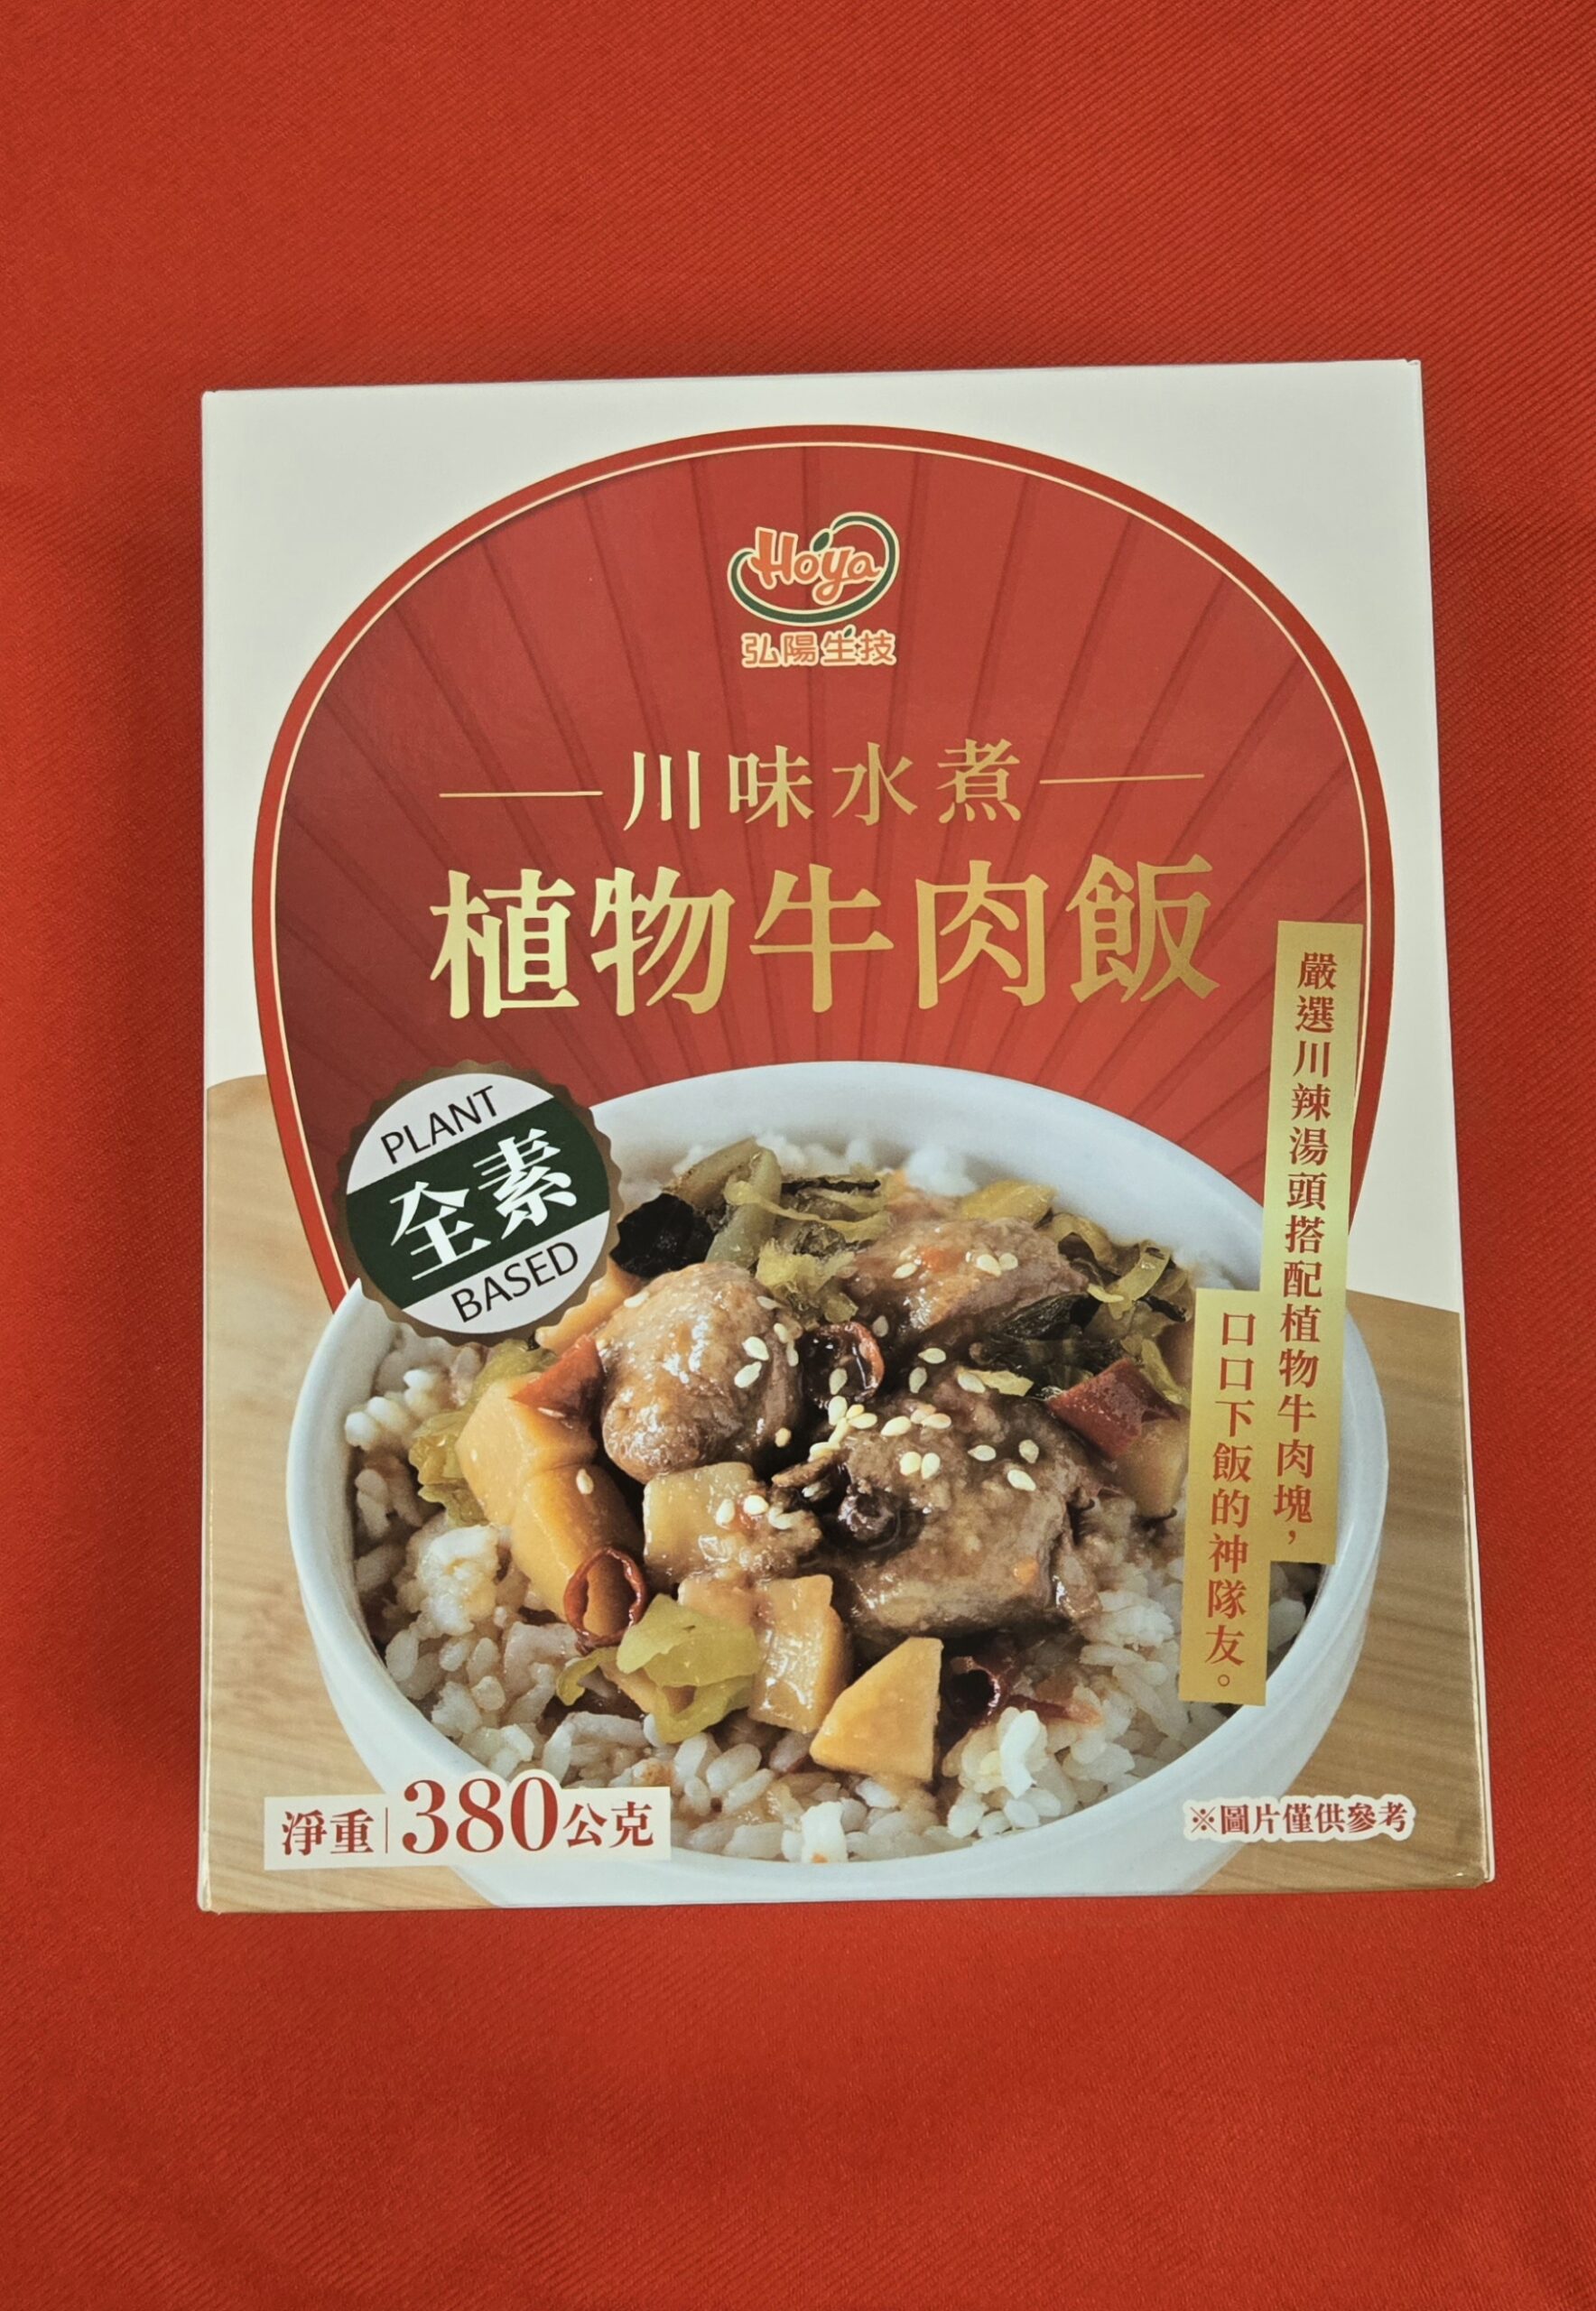 Hoya
弘陽生技
川味水煮
植物牛肉飯
PLANT
全素
BASED
嚴選川辣湯頭搭配植物牛肉塊，
口口下飯的神隊友。
淨重 380公克
※圖片僅供參考